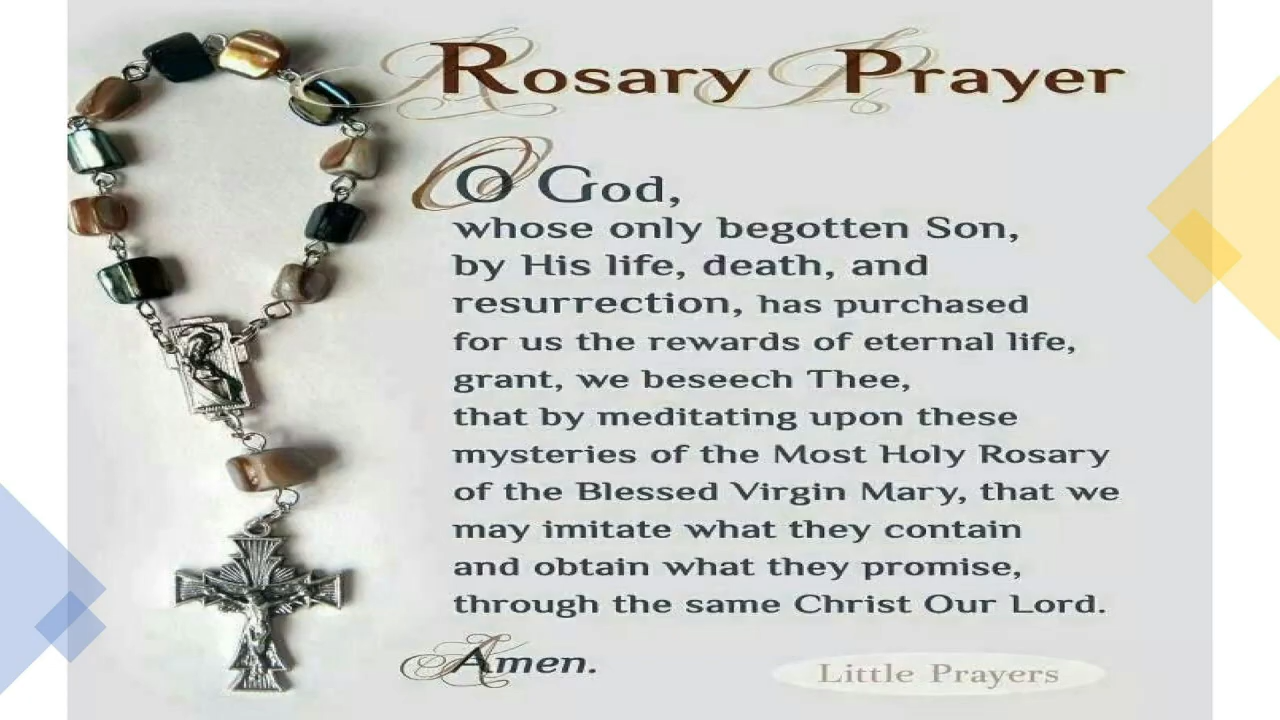 Rosary Prayer
O God,
whose only begotten Son,
by His life, death, and
resurrection, has purchased
for us the rewards of eternal life,
grant, we beseech Thee,
that by meditating upon these
mysteries of the Most Holy Rosary
of the Blessed Virgin Mary, that we
may imitate what they contain
and obtain what they promise,
through the same Christ Our Lord.
Amen.
Little Prayers